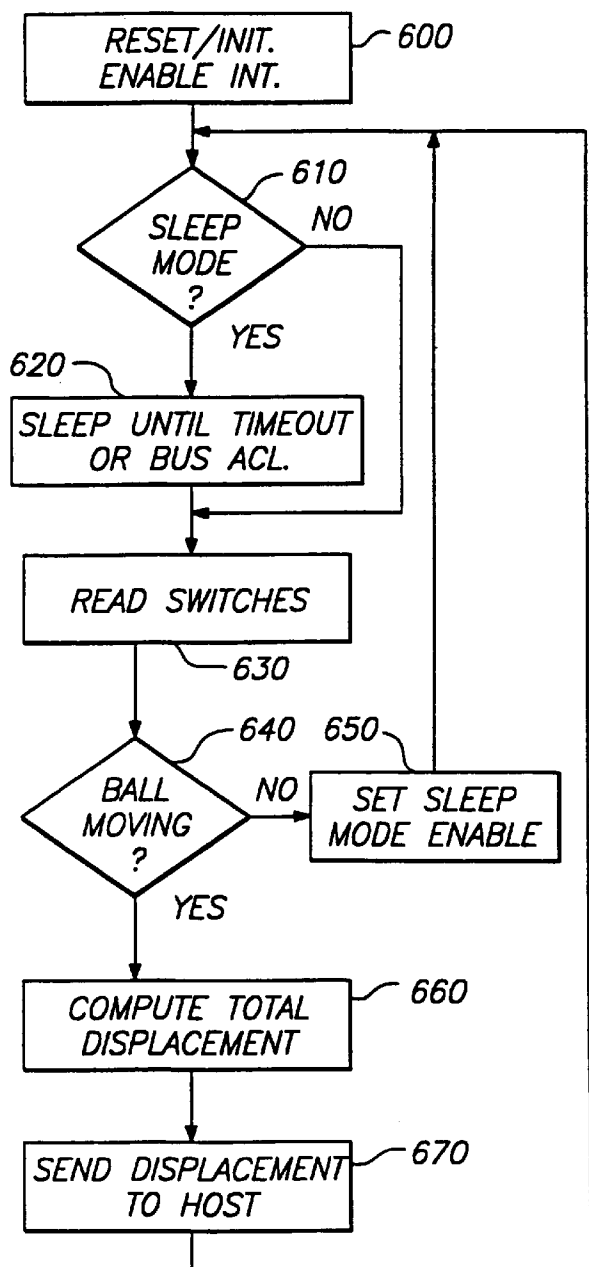 RESET/INIT.
ENABLE INT.
600
610
SLEEP
MODE
?
NO
YES
620
SLEEP UNTIL TIMEOUT
OR BUS ACL.
READ SWITCHES
630
640
BALL
MOVING
?
NO
YES
650
SET SLEEP
MODE ENABLE
COMPUTE TOTAL
DISPLACEMENT
660
SEND DISPLACEMENT
TO HOST
670